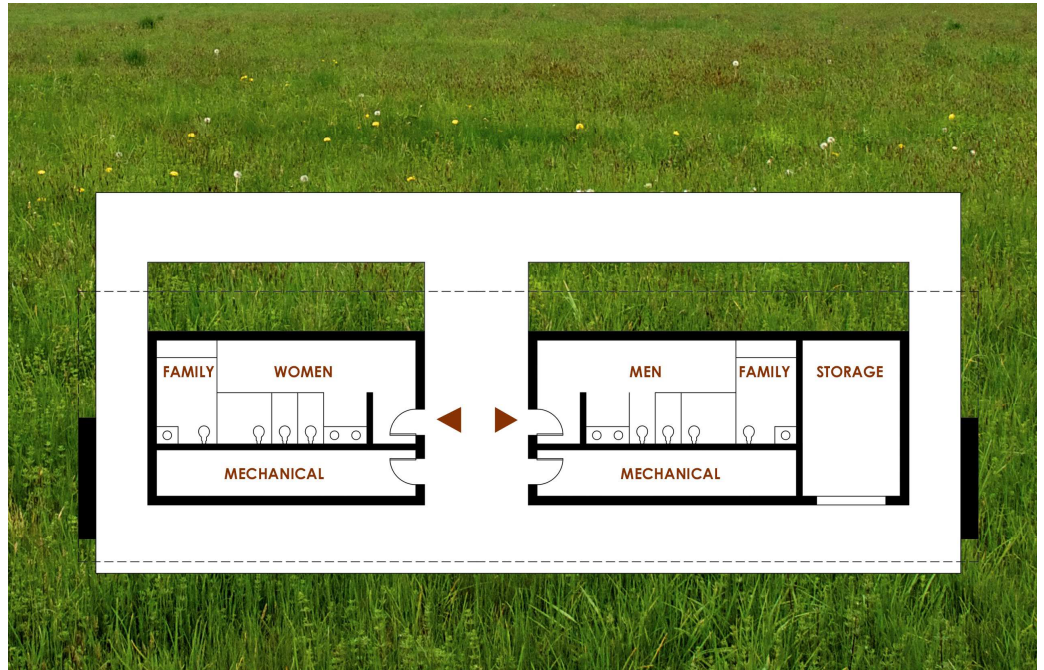 FAMILY
WOMEN
MEN
FAMILY
STORAGE
MECHANICAL
MECHANICAL